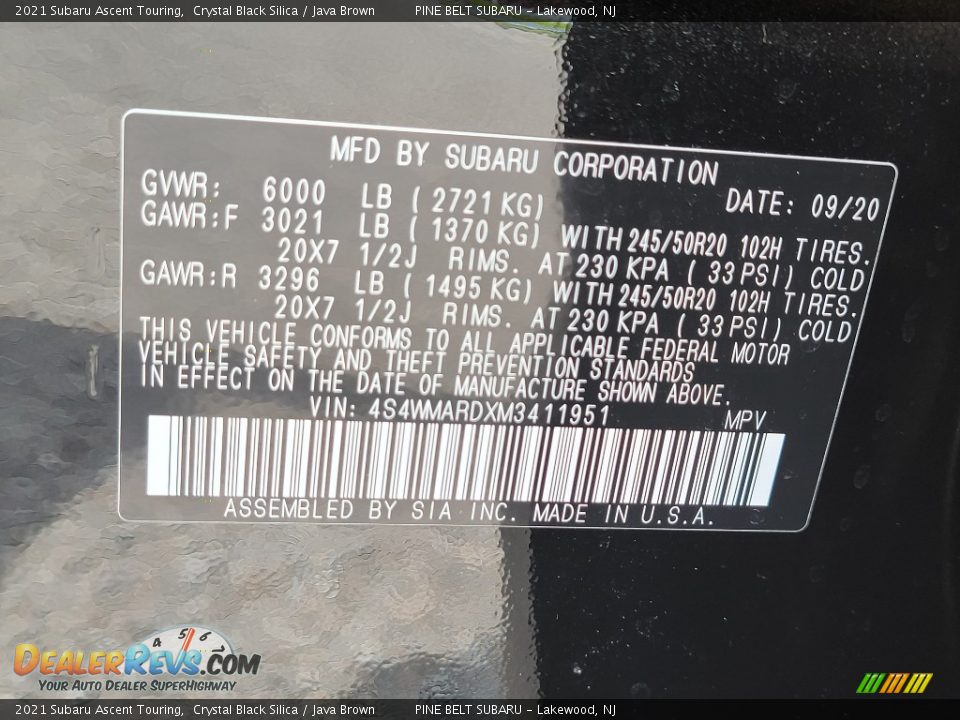 2021 Subaru Ascent Touring, Crystal Black Silica / Java Brown PINE BELT SUBARU - Lakewood, NJ
MFD BY SUBARU CORPORATION
GVWR: 6000 LB ( 2721 KG) DATE: 09/20
GAWR:F 3021 LB ( 1370 KG) WITH 245/50R20 102H TIRES.
20X7 1/2J RIMS. AT 230 KPA ( 33 PSI) COLD
GAWR:R 3296 LB ( 1495 KG) WITH 245/50R20 102H TIRES.
20X7 1/2J RIMS. AT 230 KPA ( 33 PSI) COLD
THIS VEHICLE CONFORMS TO ALL APPLICABLE FEDERAL MOTOR
VEHICLE SAFETY AND THEFT PREVENTION STANDARDS
IN EFFECT ON THE DATE OF MANUFACTURE SHOWN ABOVE.
VIN: 4S4WMARDXM3411951 MPV
ASSEMBLED BY SIA INC. MADE IN U.S.A.
4 5 6
DEALERREVS.COM
YOUR AUTO DEALER SUPERHIGHWAY
2021 Subaru Ascent Touring, Crystal Black Silica / Java Brown PINE BELT SUBARU - Lakewood, NJ